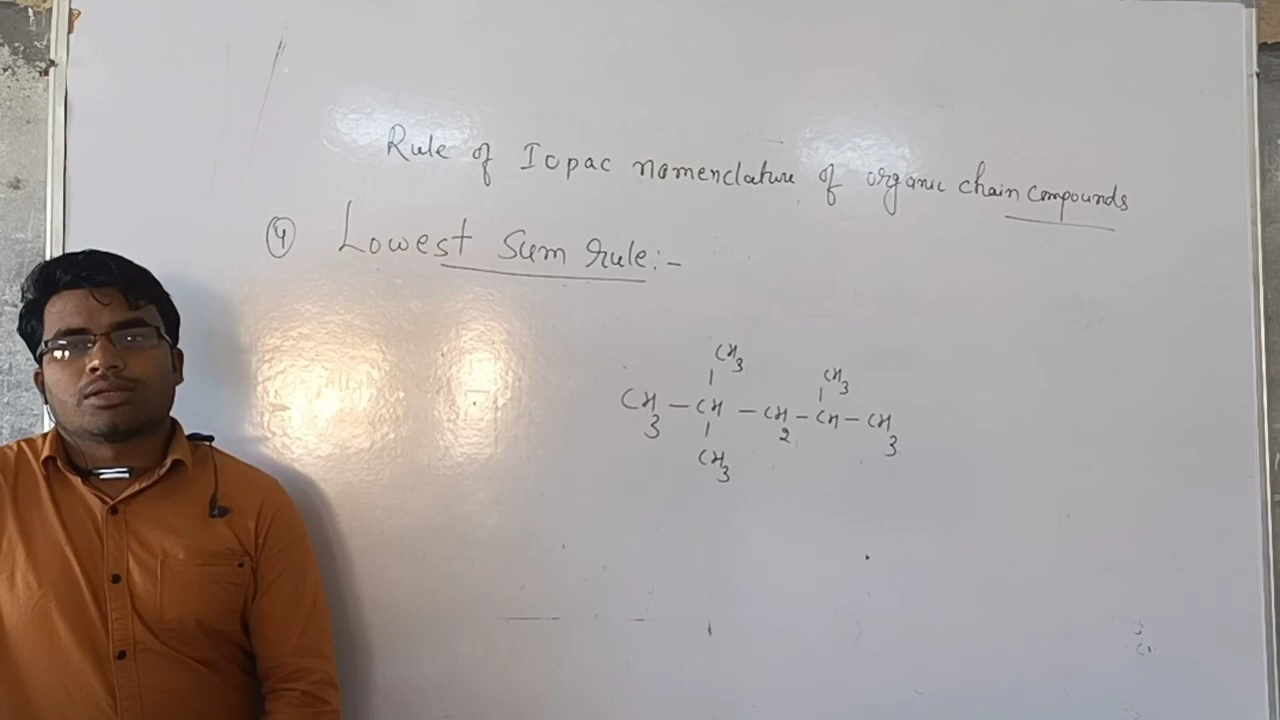 Rule of Iopac nomenclature of organic chain compounds
④ Lowest sum rule:-
CH3 CH3
CH3 - CH - CH2 - CH - CH3
CH3